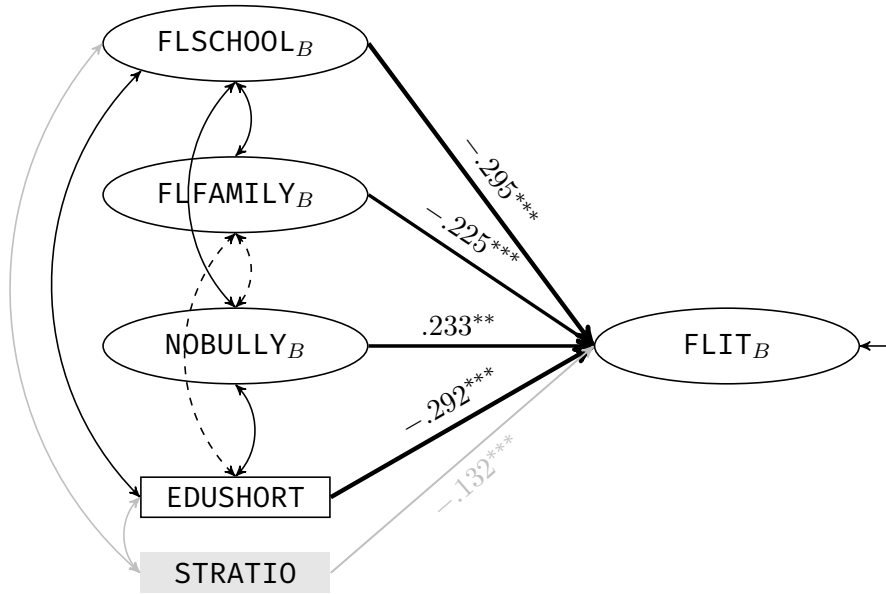 FLSCHOOL_B
-.295***
FLFAMILY_B
-.225***
NOBULLY_B
.233**
FLIT_B
-.292***
EDUSHORT
-.132***
STRATIO